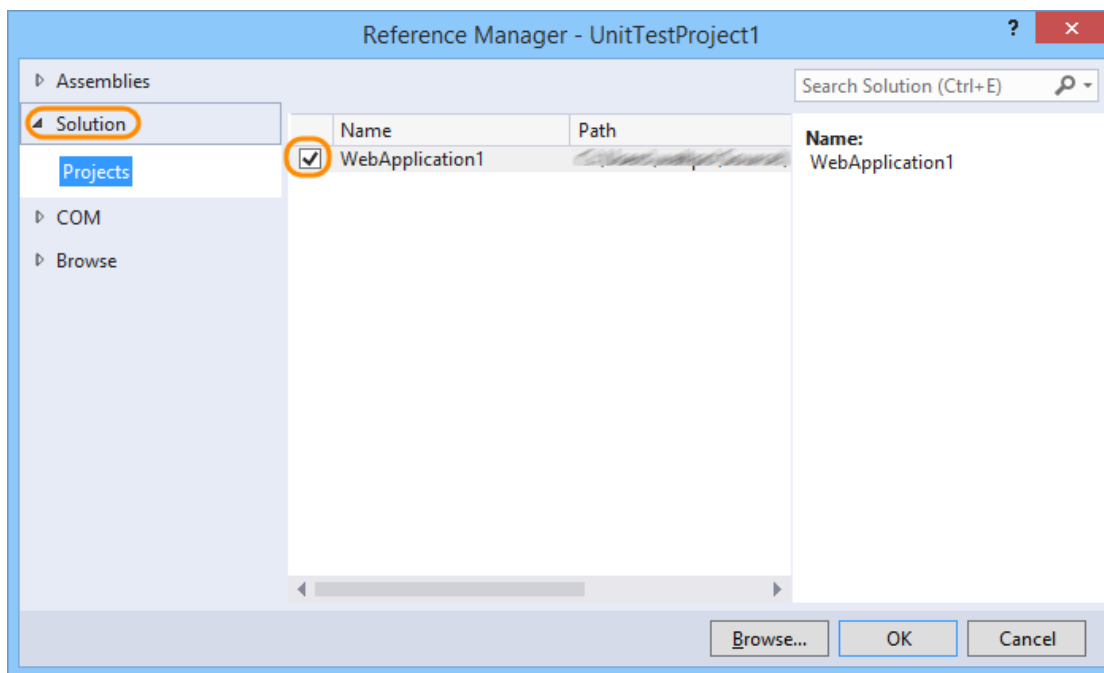 Reference Manager - UnitTestProject1
?
Assemblies
Search Solution (Ctrl+E)
Solution
Projects
COM
Browse
Name Path
WebApplication1
Name:
WebApplication1
Browse... OK Cancel